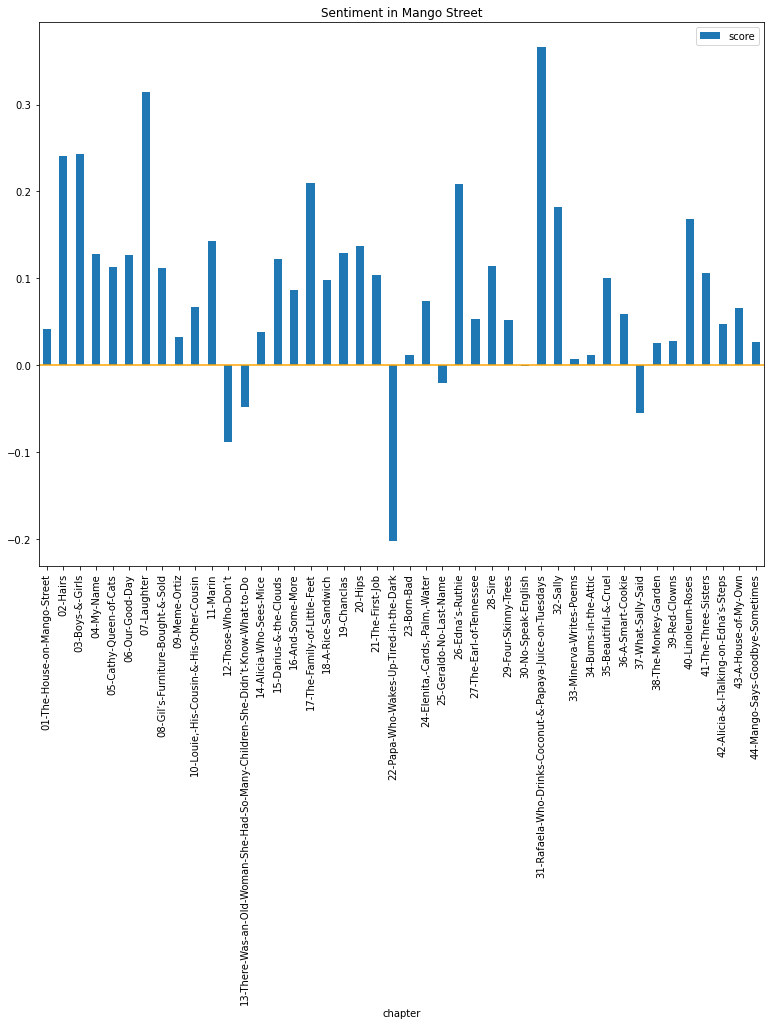 Sentiment in Mango Street
score
0.3
0.2
0.1
0.0
−0.1
−0.2
01-The-House-on-Mango-Street
02-Hairs
03-Boys-&-Girls
04-My-Name
05-Cathy-Queen-of-Cats
06-Our-Good-Day
07-Laughter
08-Gil's-Furniture-Bought-&-Sold
09-Meme-Ortiz
10-Louie,-His-Cousin-&-His-Other-Cousin
11-Marin
12-Those-Who-Don't
13-There-Was-an-Old-Woman-She-Had-So-Many-Children-She-Didn't-Know-What-to-Do
14-Alicia-Who-Sees-Mice
15-Darius-&-the-Clouds
16-And-Some-More
17-The-Family-of-Little-Feet
18-A-Rice-Sandwich
19-Chanclas
20-Hips
21-The-First-Job
22-Papa-Who-Wakes-Up-Tired-in-the-Dark
23-Born-Bad
24-Elenita,-Cards,-Palm,-Water
25-Geraldo-No-Last-Name
26-Edna's-Ruthie
27-The-Earl-of-Tennessee
28-Sire
29-Four-Skinny-Trees
30-No-Speak-English
31-Rafaela-Who-Drinks-Coconut-&-Papaya-Juice-on-Tuesdays
32-Sally
33-Minerva-Writes-Poems
34-Bums-in-the-Attic
35-Beautiful-&-Cruel
36-A-Smart-Cookie
37-What-Sally-Said
38-The-Monkey-Garden
39-Red-Clowns
40-Linoleum-Roses
41-The-Three-Sisters
42-Alicia-&-I-Talking-on-Edna's-Steps
43-A-House-of-My-Own
44-Mango-Says-Goodbye-Sometimes
chapter